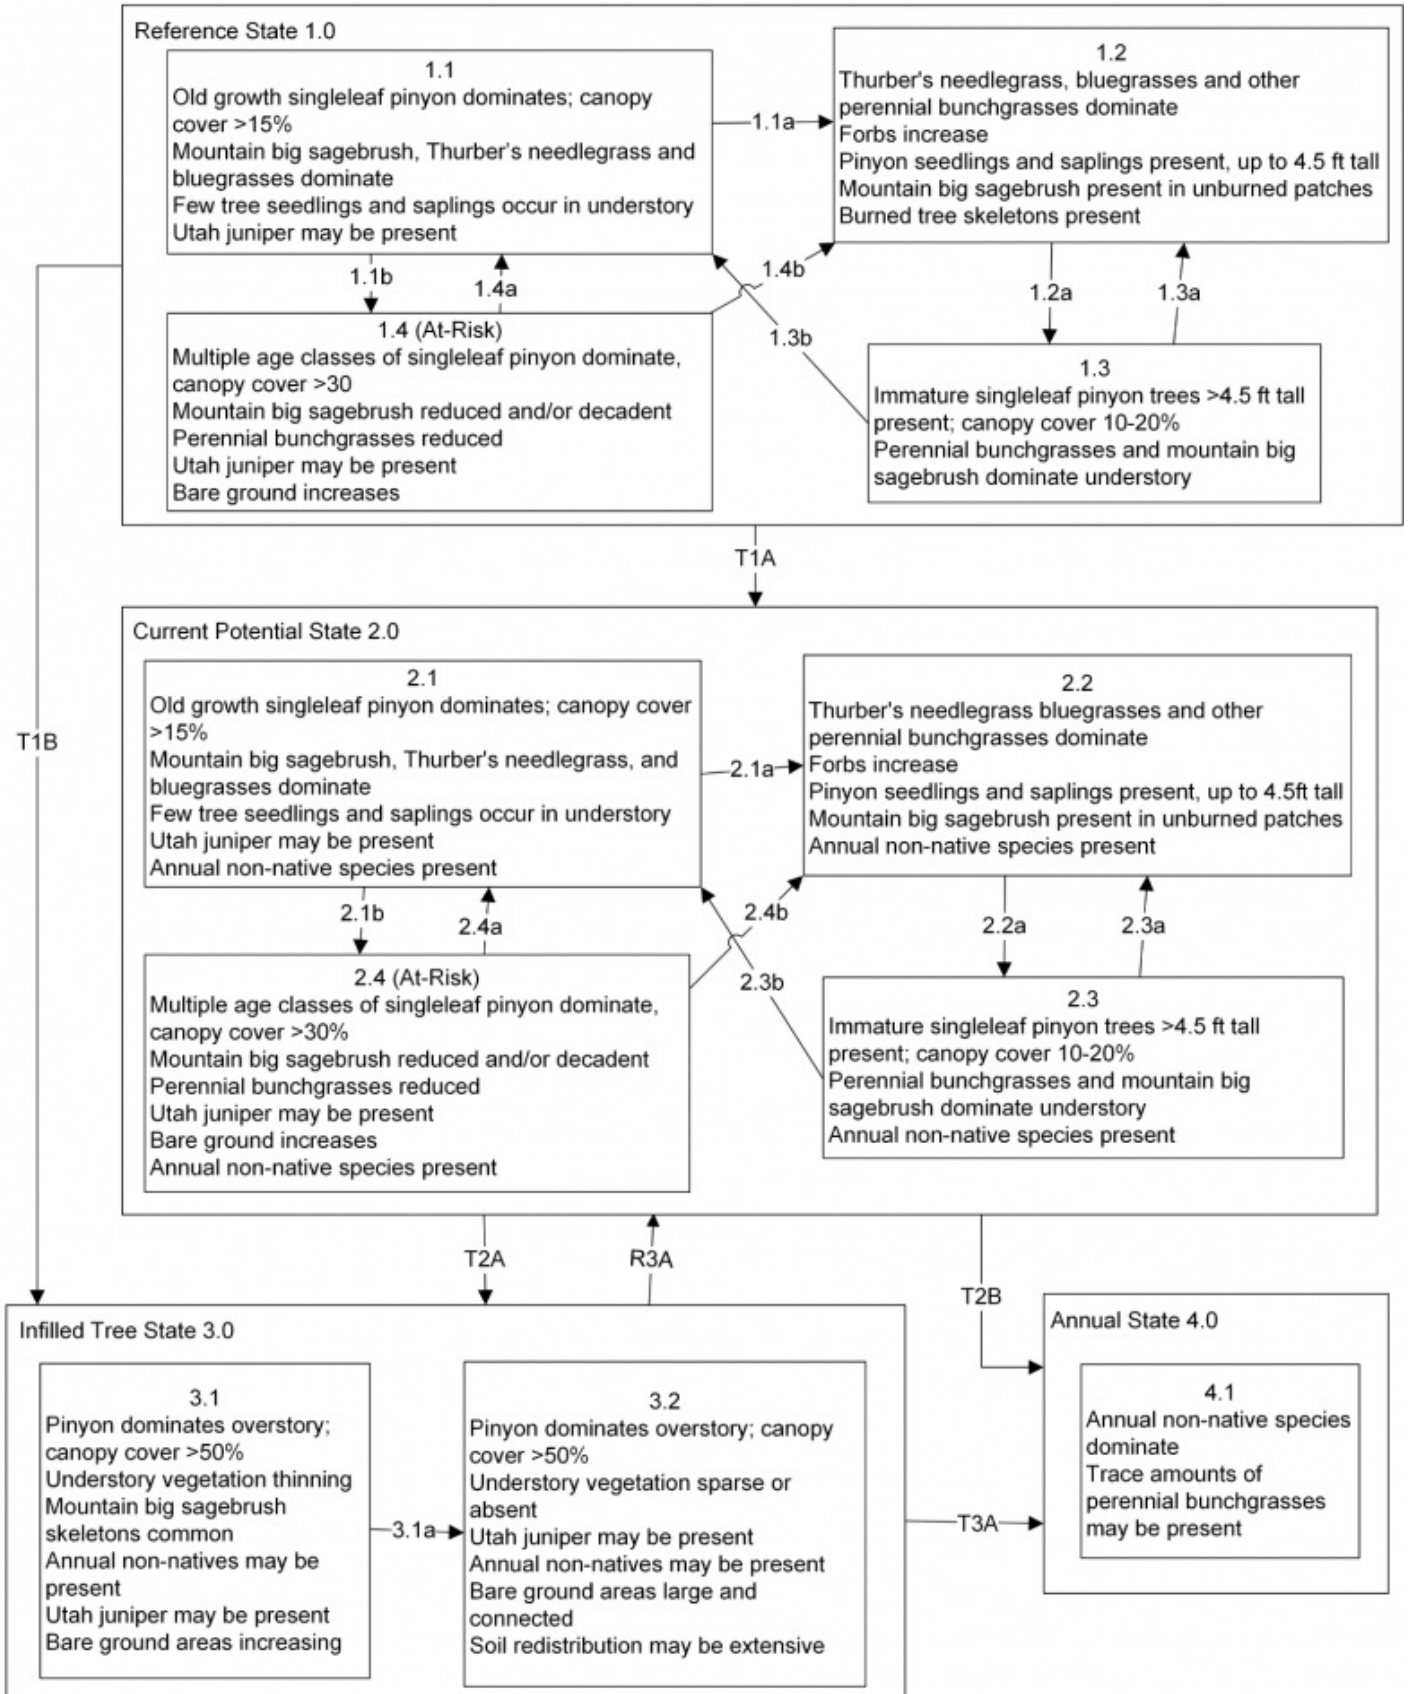 Reference State 1.0
1.1
Old growth singleleaf pinyon dominates; canopy
cover >15%
Mountain big sagebrush, Thurber's needlegrass and
bluegrasses dominate
Few tree seedlings and saplings occur in understory
Utah juniper may be present
1.1a
1.2
Thurber's needlegrass, bluegrasses and other
perennial bunchgrasses dominate
Forbs increase
Pinyon seedlings and saplings present, up to 4.5 ft tall
Mountain big sagebrush present in unburned patches
Burned tree skeletons present
1.1b
1.4a
1.4b
1.3b
1.2a
1.3a
1.4 (At-Risk)
Multiple age classes of singleleaf pinyon dominate,
canopy cover >30
Mountain big sagebrush reduced and/or decadent
Perennial bunchgrasses reduced
Utah juniper may be present
Bare ground increases
1.3
Immature singleleaf pinyon trees >4.5 ft tall
present; canopy cover 10-20%
Perennial bunchgrasses and mountain big
sagebrush dominate understory
T1A
T1B
Current Potential State 2.0
2.1
Old growth singleleaf pinyon dominates; canopy cover
>15%
Mountain big sagebrush, Thurber's needlegrass, and
bluegrasses dominate
Few tree seedlings and saplings occur in understory
Utah juniper may be present
Annual non-native species present
2.1a
2.2
Thurber's needlegrass bluegrasses and other
perennial bunchgrasses dominate
Forbs increase
Pinyon seedlings and saplings present, up to 4.5ft tall
Mountain big sagebrush present in unburned patches
Annual non-native species present
2.1b
2.4a
2.4b
2.3b
2.2a
2.3a
2.4 (At-Risk)
Multiple age classes of singleleaf pinyon dominate,
canopy cover >30%
Mountain big sagebrush reduced and/or decadent
Perennial bunchgrasses reduced
Utah juniper may be present
Bare ground increases
Annual non-native species present
2.3
Immature singleleaf pinyon trees >4.5 ft tall
present; canopy cover 10-20%
Perennial bunchgrasses and mountain big
sagebrush dominate understory
Annual non-native species present
T2A
R3A
T2B
Infilled Tree State 3.0
3.1
Pinyon dominates overstory;
canopy cover >50%
Understory vegetation thinning
Mountain big sagebrush
skeletons common
Annual non-natives may be
present
Utah juniper may be present
Bare ground areas increasing
3.1a
3.2
Pinyon dominates overstory; canopy
cover >50%
Understory vegetation sparse or
absent
Utah juniper may be present
Annual non-natives may be present
Bare ground areas large and
connected
Soil redistribution may be extensive
T3A
Annual State 4.0
4.1
Annual non-native species
dominate
Trace amounts of
perennial bunchgrasses
may be present